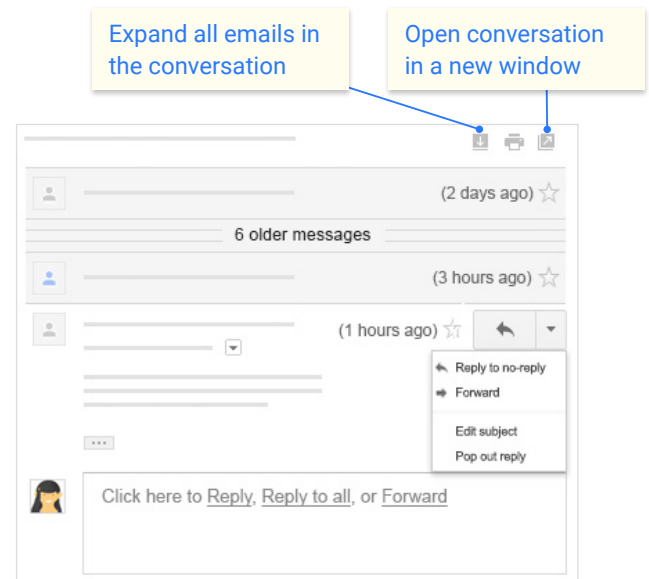 Expand all emails in
the conversation
Open conversation
in a new window
(2 days ago)
6 older messages
(3 hours ago)
(1 hours ago)
Reply to no-reply
Forward
Edit subject
Pop out reply
Click here to Reply, Reply to all, or Forward